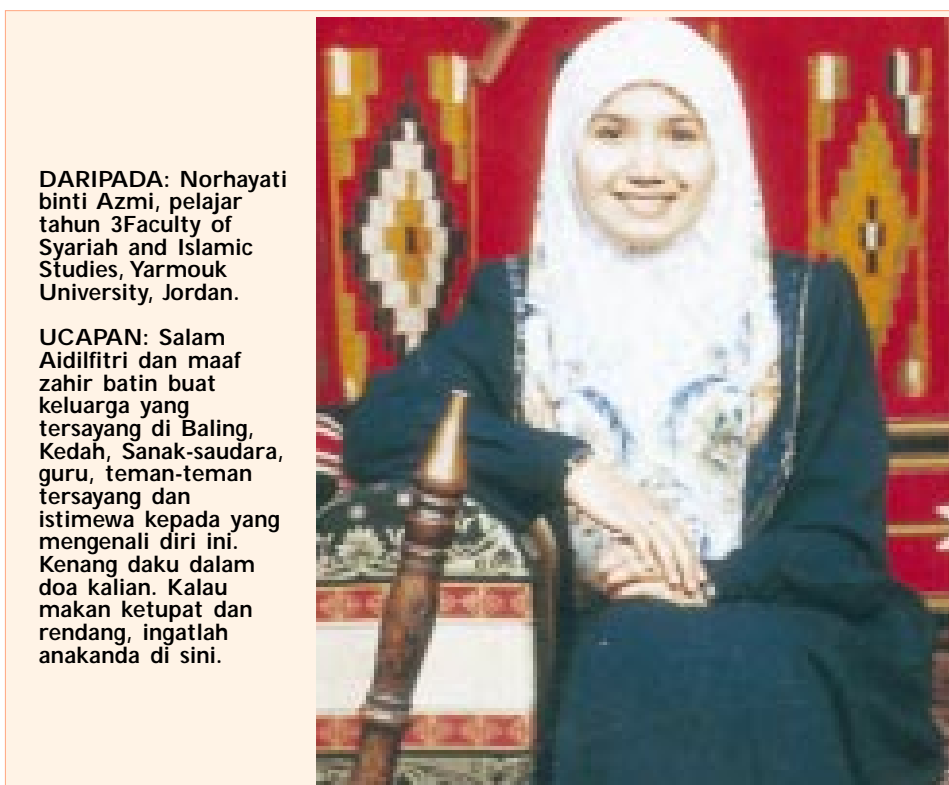 DARIPADA: Norhayati
binti Azmi, pelajar
tahun 3Faculty of
Syariah and Islamic
Studies, Yarmouk
University, Jordan.
UCAPAN: Salam
Aidilfitri dan maaf
zahir batin buat
keluarga yang
tersayang di Baling,
Kedah, Sanak-saudara,
guru, teman-teman
tersayang dan
istimewa kepada yang
mengenali diri ini.
Kenang daku dalam
doa kalian. Kalau
makan ketupat dan
rendang, ingatlah
anakanda di sini.